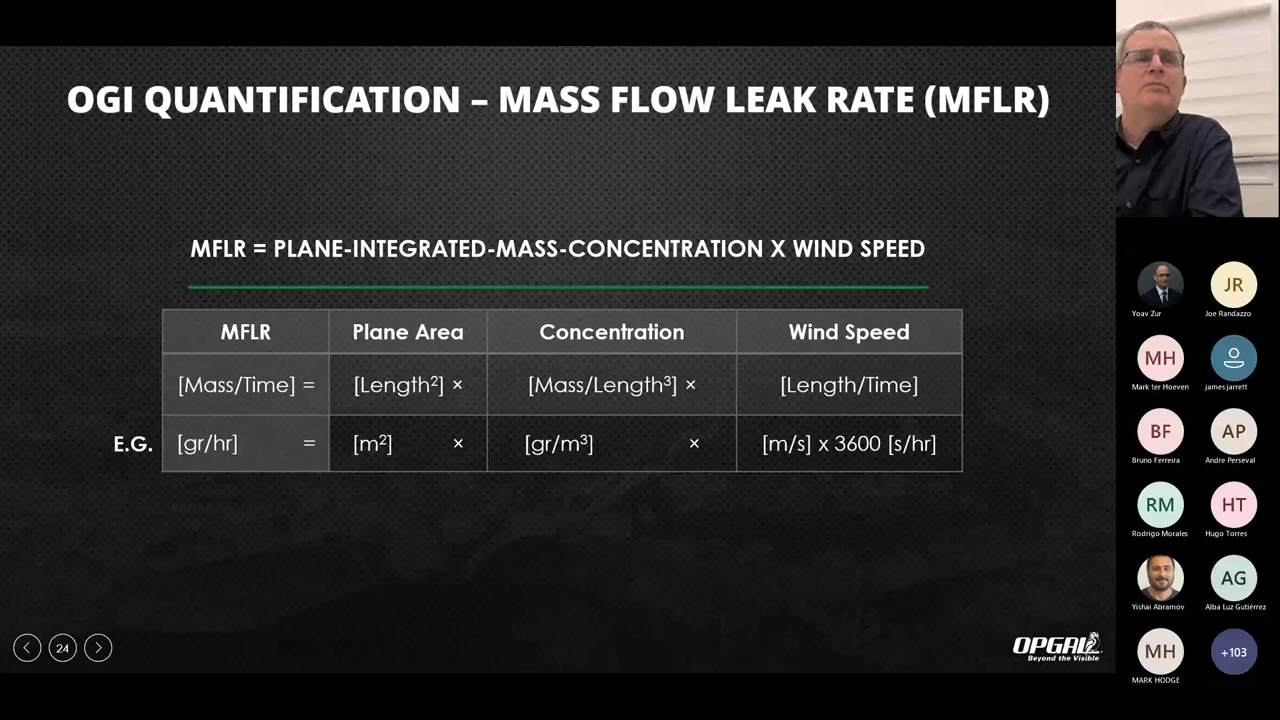 OGI QUANTIFICATION – MASS FLOW LEAK RATE (MFLR)
MFLR = PLANE-INTEGRATED-MASS-CONCENTRATION X WIND SPEED
MFLR Plane Area Concentration Wind Speed
[Mass/Time] = [Length²] × [Mass/Length³] × [Length/Time]
E.G. [gr/hr] = [m²] × [gr/m³] × [m/s] x 3600 [s/hr]
24
OPGAL
Beyond the Visible
JR
Yoav Zur Joe Randazzo
MH
Mark ter Hoeven james jarrett
BF AP
Bruno Ferreira Andre Perseval
RM HT
Rodrigo Morales Hugo Torres
AG
Yishai Abramov Alba Luz Gutiérrez
MH +103
MARK HODGE